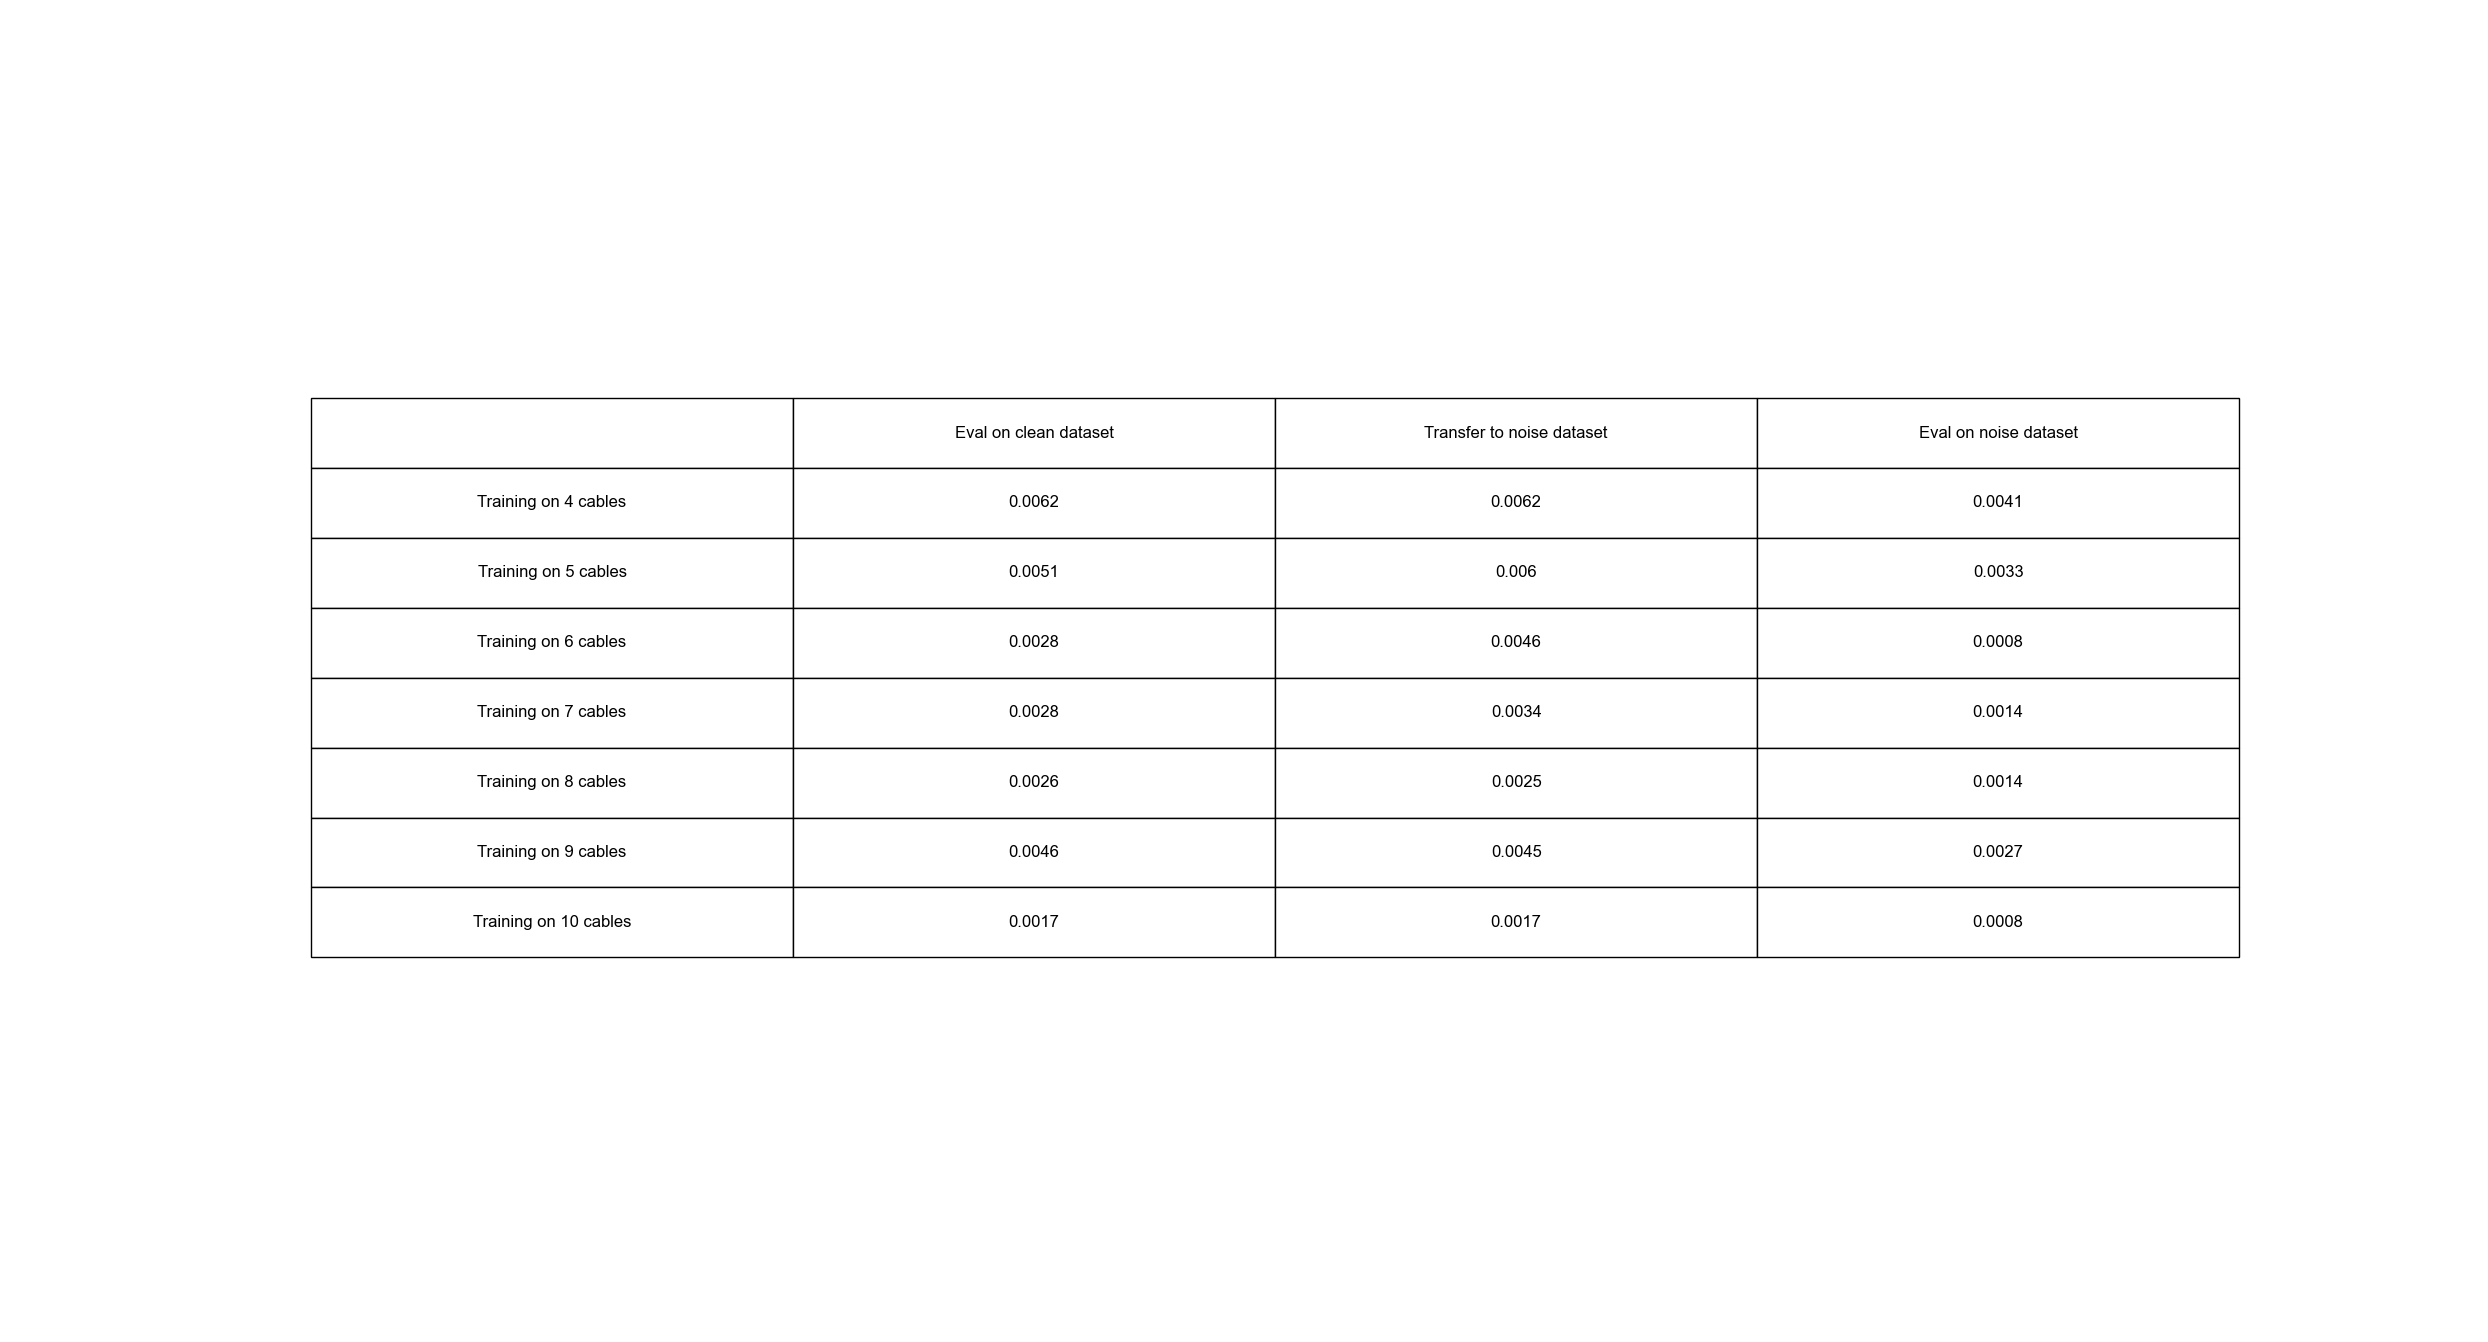 Eval on clean dataset Transfer to noise dataset Eval on noise dataset
Training on 4 cables 0.0062 0.0062 0.0041
Training on 5 cables 0.0051 0.006 0.0033
Training on 6 cables 0.0028 0.0046 0.0008
Training on 7 cables 0.0028 0.0034 0.0014
Training on 8 cables 0.0026 0.0025 0.0014
Training on 9 cables 0.0046 0.0045 0.0027
Training on 10 cables 0.0017 0.0017 0.0008